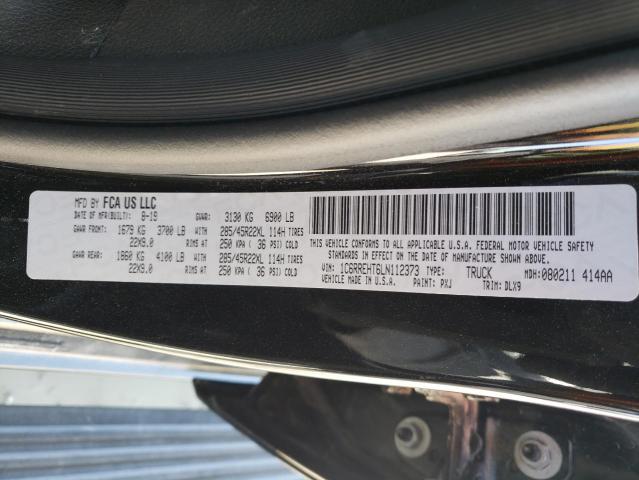 MFD BY FCA US LLC
DATE OF MFR(BUILT): 8-19 GVWR: 3130 KG 6900 LB
GAWR FRONT: 1679 KG 3700 LB WITH 285/45R22XL 114H TIRES
22X9.0 RIMS AT 250 KPA ( 36 PSI) COLD
GAWR REAR: 1860 KG 4100 LB WITH 285/45R22XL 114H TIRES
22X9.0 RIMS AT 250 KPA ( 36 PSI) COLD
THIS VEHICLE CONFORMS TO ALL APPLICABLE U.S.A. FEDERAL MOTOR VEHICLE SAFETY
STANDARDS IN EFFECT ON THE DATE OF MANUFACTURE SHOWN ABOVE.
VIN: 1C6RREHT6LN112373 TYPE: TRUCK MDH: 080211 414AA
VEHICLE MADE IN U.S.A. PAINT: PXJ TRIM: DLX9